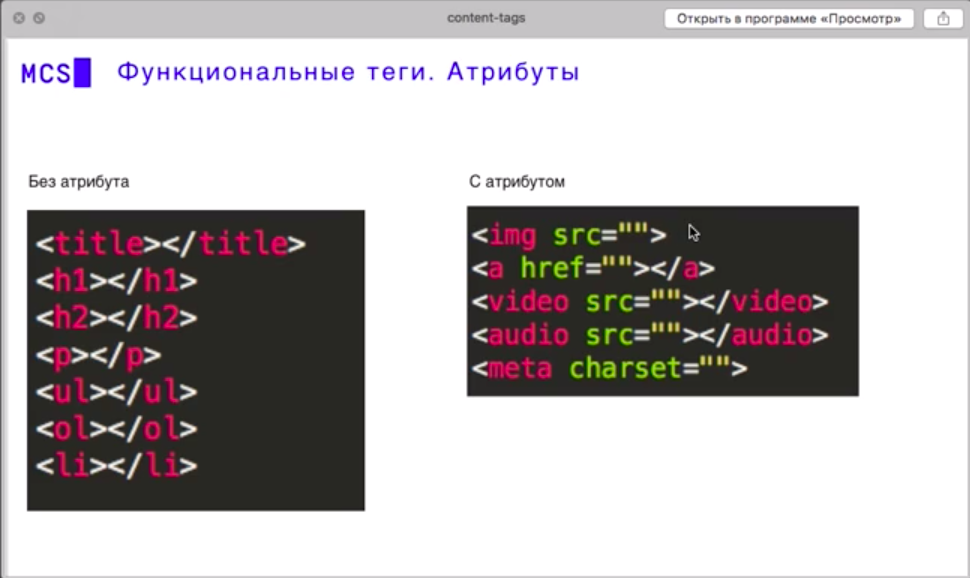 content-tags
Открыть в программе «Просмотр»
MCS
Функциональные теги. Атрибуты
Без атрибута
<title></title>
<h1></h1>
<h2></h2>
<p></p>
<ul></ul>
<ol></ol>
<li></li>
С атрибутом
<img src="">
<a href=""></a>
<video src=""></video>
<audio src=""></audio>
<meta charset="">